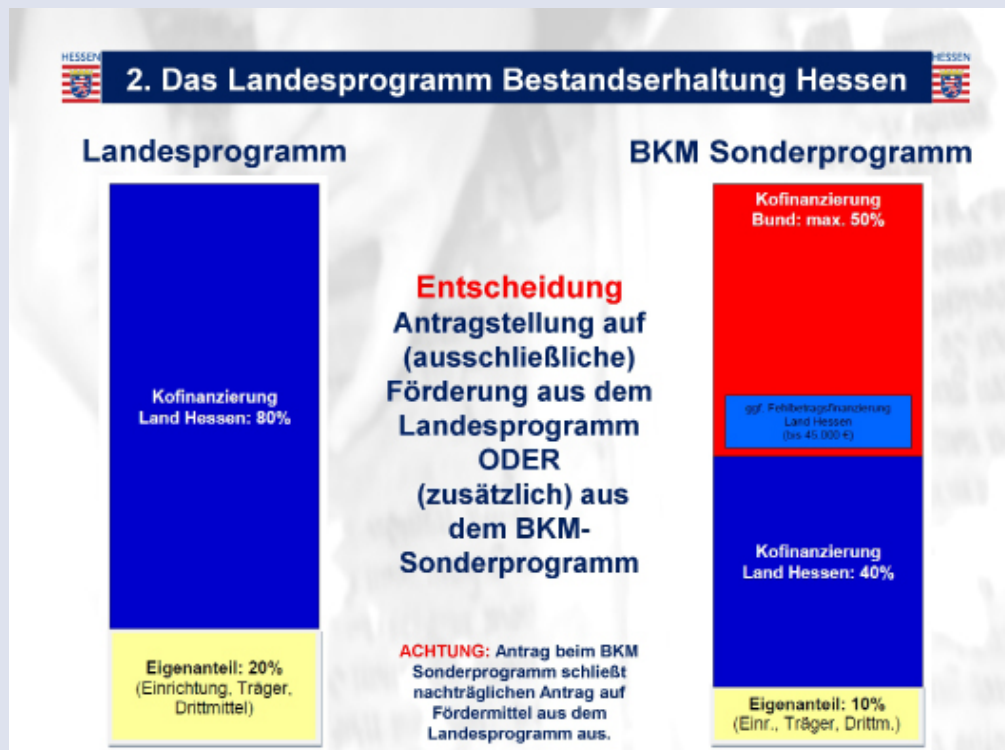 HESSEN
HESSEN
2. Das Landesprogramm Bestandserhaltung Hessen
Landesprogramm
Kofinanzierung
Land Hessen: 80%
Eigenanteil: 20%
(Einrichtung, Träger,
Drittmittel)
Entscheidung
Antragstellung auf
(ausschließliche)
Förderung aus dem
Landesprogramm
ODER
(zusätzlich) aus
dem BKM-
Sonderprogramm
ACHTUNG: Antrag beim BKM
Sonderprogramm schließt
nachträglichen Antrag auf
Fördermittel aus dem
Landesprogramm aus.
BKM Sonderprogramm
Kofinanzierung
Bund: max. 50%
ggf. Fehlbetragsfinanzierung
Land Hessen
(bis 45.000 €)
Kofinanzierung
Land Hessen: 40%
Eigenanteil: 10%
(Einr., Träger, Drittm.)